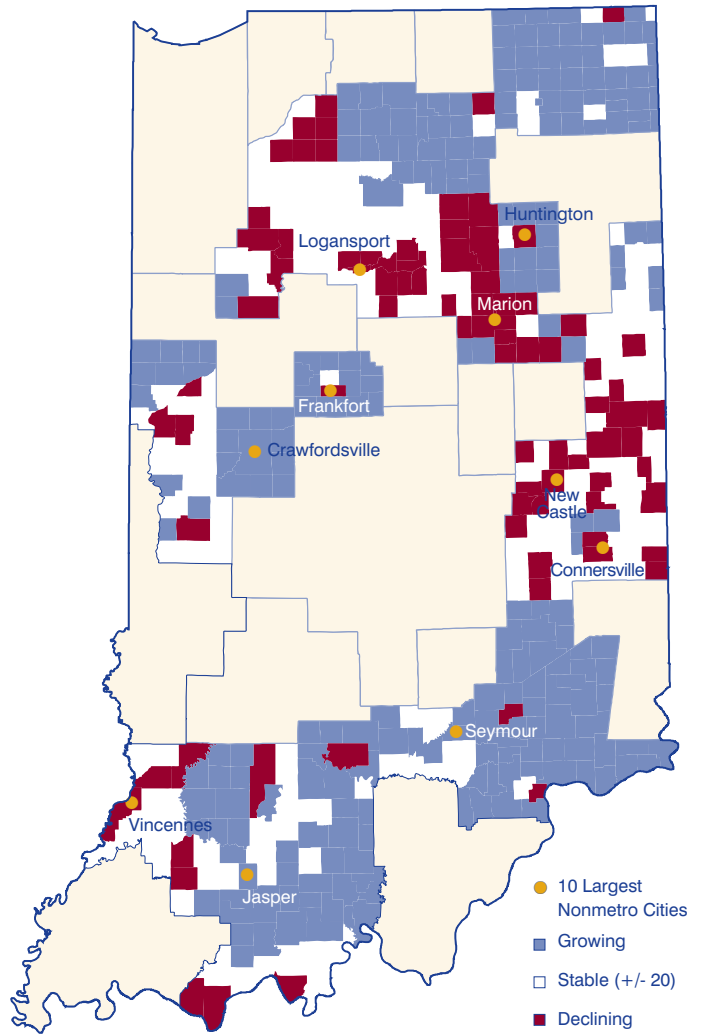 Huntington
Logansport
Marion
Frankfort
Crawfordsville
New
Castle
Connersville
Seymour
Vincennes
Jasper
10 Largest
Nonmetro Cities
Growing
Stable (+/- 20)
Declining